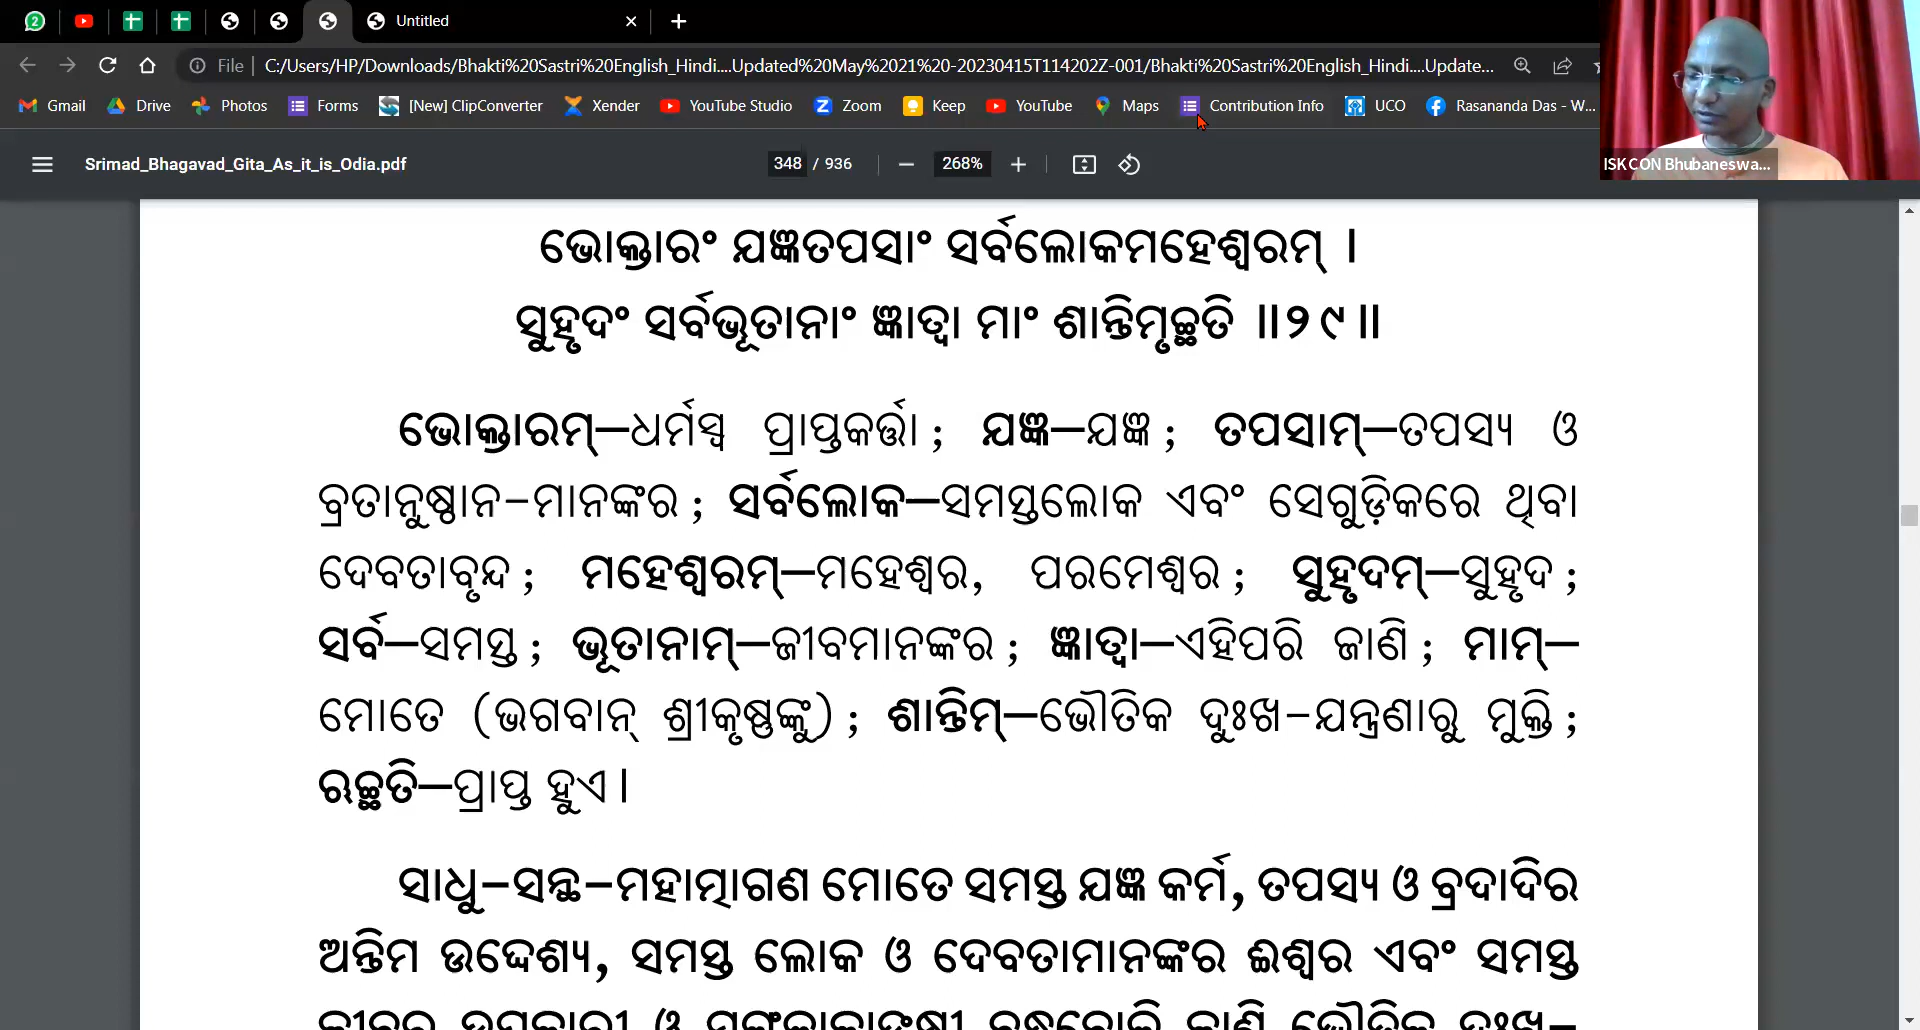 2
Untitled
File
C:/Users/HP/Downloads/Bhakti%20Sastri%20English_Hindi....Updated%20May%2021%20-20230415T114202Z-001/Bhakti%20Sastri%20English_Hindi....Update...
Gmail Drive Photos Forms [New] ClipConverter Xender YouTube Studio Zoom Keep YouTube Maps Contribution Info UCO Rasananda Das - W...
Srimad_Bhagavad_Gita_As_it_is_Odia.pdf
348 / 936
268%
ISKCON Bhubaneswa...
ଭୋକ୍ତାରଂ ଯଜ୍ଞତପସାଂ ସର୍ବଲୋକମହେଶ୍ୱରମ୍ ।
ସୁହୃଦଂ ସର୍ବଭୂତାନାଂ ଜ୍ଞାତ୍ୱା ମାଂ ଶାନ୍ତିମୃଚ୍ଛତି ॥୨୯॥
ଭୋକ୍ତାରମ୍—ଧର୍ମସ୍ୱ ପ୍ରାପ୍ତକର୍ତ୍ତା; ଯଜ୍ଞ—ଯଜ୍ଞ; ତପସାମ୍—ତପସ୍ୟ ଓ
ବ୍ରତାନୁଷ୍ଠାନ-ମାନଙ୍କର; ସର୍ବଲୋକ—ସମସ୍ତଲୋକ ଏବଂ ସେଗୁଡ଼ିକରେ ଥିବା
ଦେବତାବୃନ୍ଦ; ମହେଶ୍ୱରମ୍—ମହେଶ୍ୱର, ପରମେଶ୍ୱର; ସୁହୃଦମ୍—ସୁହୃଦ;
ସର୍ବ—ସମସ୍ତ; ଭୂତାନାମ୍—ଜୀବମାନଙ୍କର; ଜ୍ଞାତ୍ୱା—ଏହିପରି ଜାଣି; ମାମ୍—
ମୋତେ (ଭଗବାନ୍ ଶ୍ରୀକୃଷ୍ଣଙ୍କୁ); ଶାନ୍ତିମ୍—ଭୌତିକ ଦୁଃଖ-ଯନ୍ତ୍ରଣାରୁ ମୁକ୍ତି;
ଋଚ୍ଛତି—ପ୍ରାପ୍ତ ହୁଏ।
ସାଧୁ-ସନ୍ଥ-ମହାତ୍ମାଗଣ ମୋତେ ସମସ୍ତ ଯଜ୍ଞ କର୍ମ, ତପସ୍ୟ ଓ ବ୍ରଦାଦିର
ଅନ୍ତିମ ଉଦ୍ଦେଶ୍ୟ, ସମସ୍ତ ଲୋକ ଓ ଦେବତାମାନଙ୍କର ଈଶ୍ୱର ଏବଂ ସମସ୍ତ